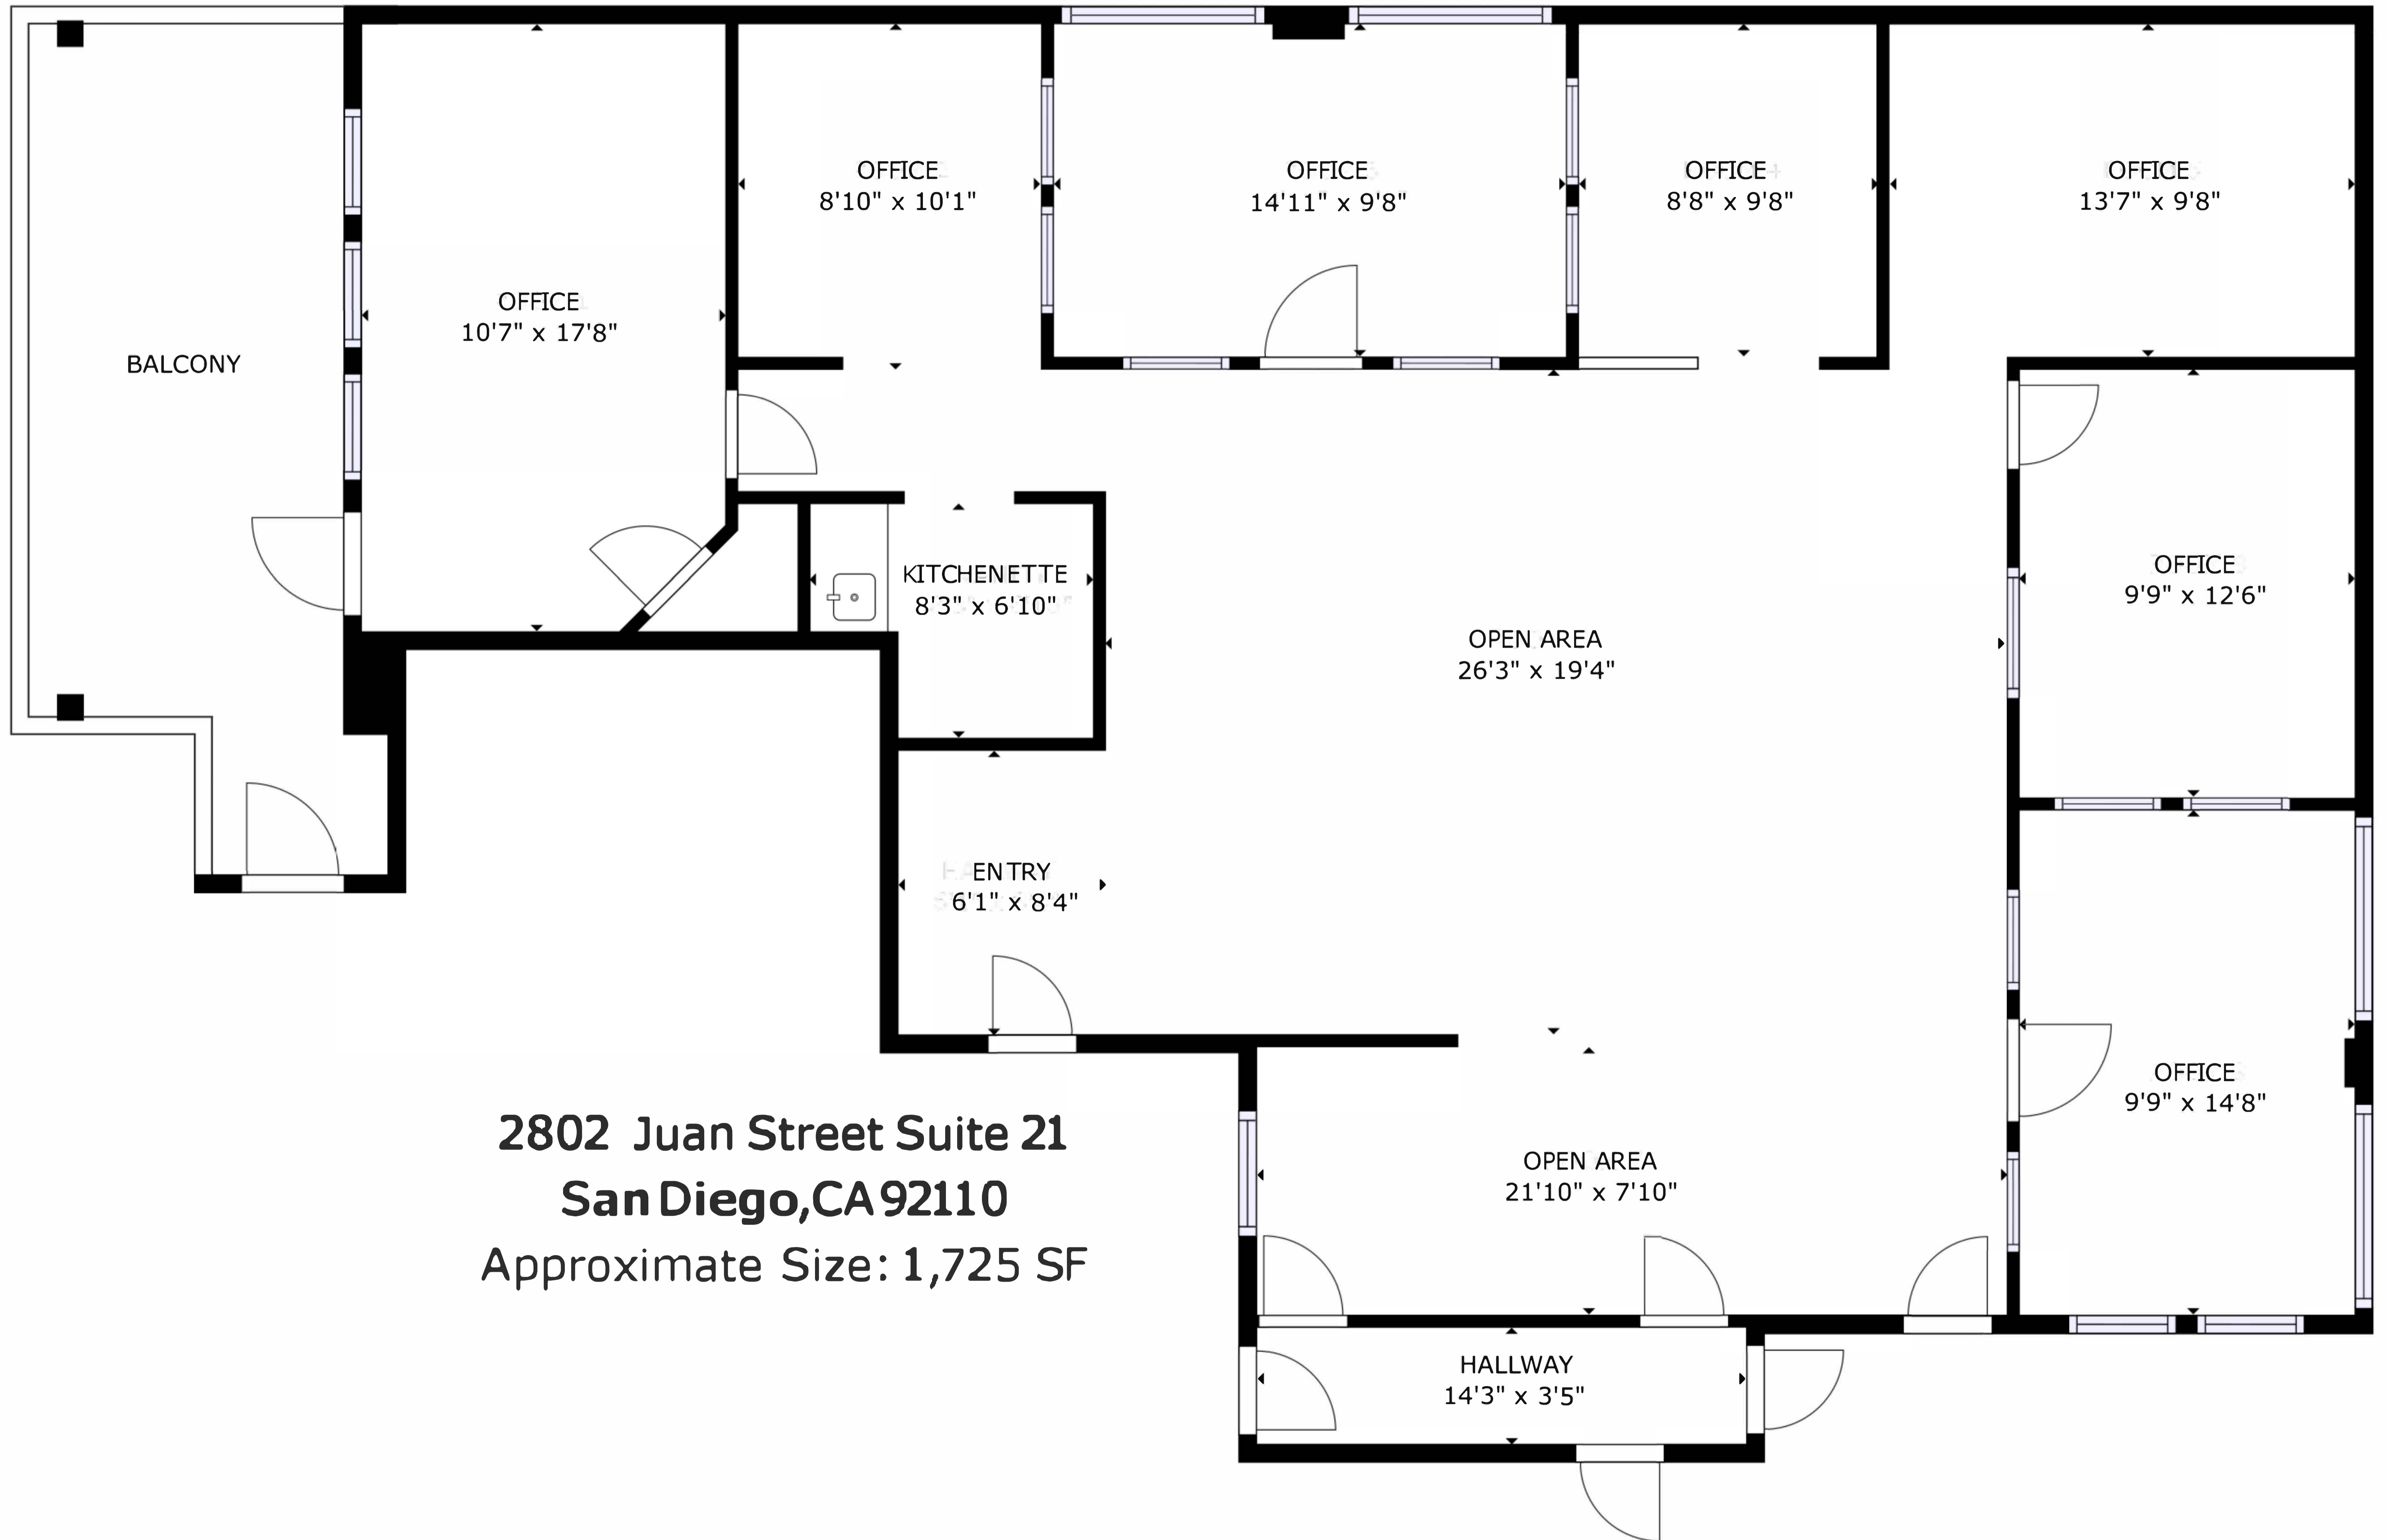 OFFICE
8'10" x 10'1"
OFFICE
14'11" x 9'8"
OFFICE
8'8" x 9'8"
OFFICE
13'7" x 9'8"
OFFICE
10'7" x 17'8"
BALCONY
KITCHENETTE
8'3" x 6'10"
OPEN AREA
26'3" x 19'4"
OFFICE
9'9" x 12'6"
ENTRY
6'1" x 8'4"
OFFICE
9'9" x 14'8"
OPEN AREA
21'10" x 7'10"
HALLWAY
14'3" x 3'5"
2802 Juan Street Suite 21
San Diego, CA 92110
Approximate Size: 1,725 SF